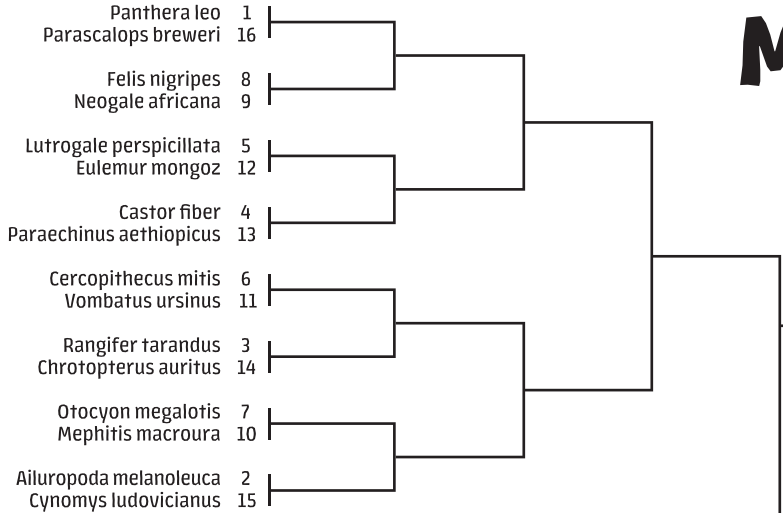 Panthera leo 1
Parascalops breweri 16
Felis nigripes 8
Neogale africana 9
Lutrogale perspicillata 5
Eulemur mongoz 12
Castor fiber 4
Paraechinus aethiopicus 13
Cercopithecus mitis 6
Vombatus ursinus 11
Rangifer tarandus 3
Chrotopterus auritus 14
Otocyon megalotis 7
Mephitis macroura 10
Ailuropoda melanoleuca 2
Cynomys ludovicianus 15